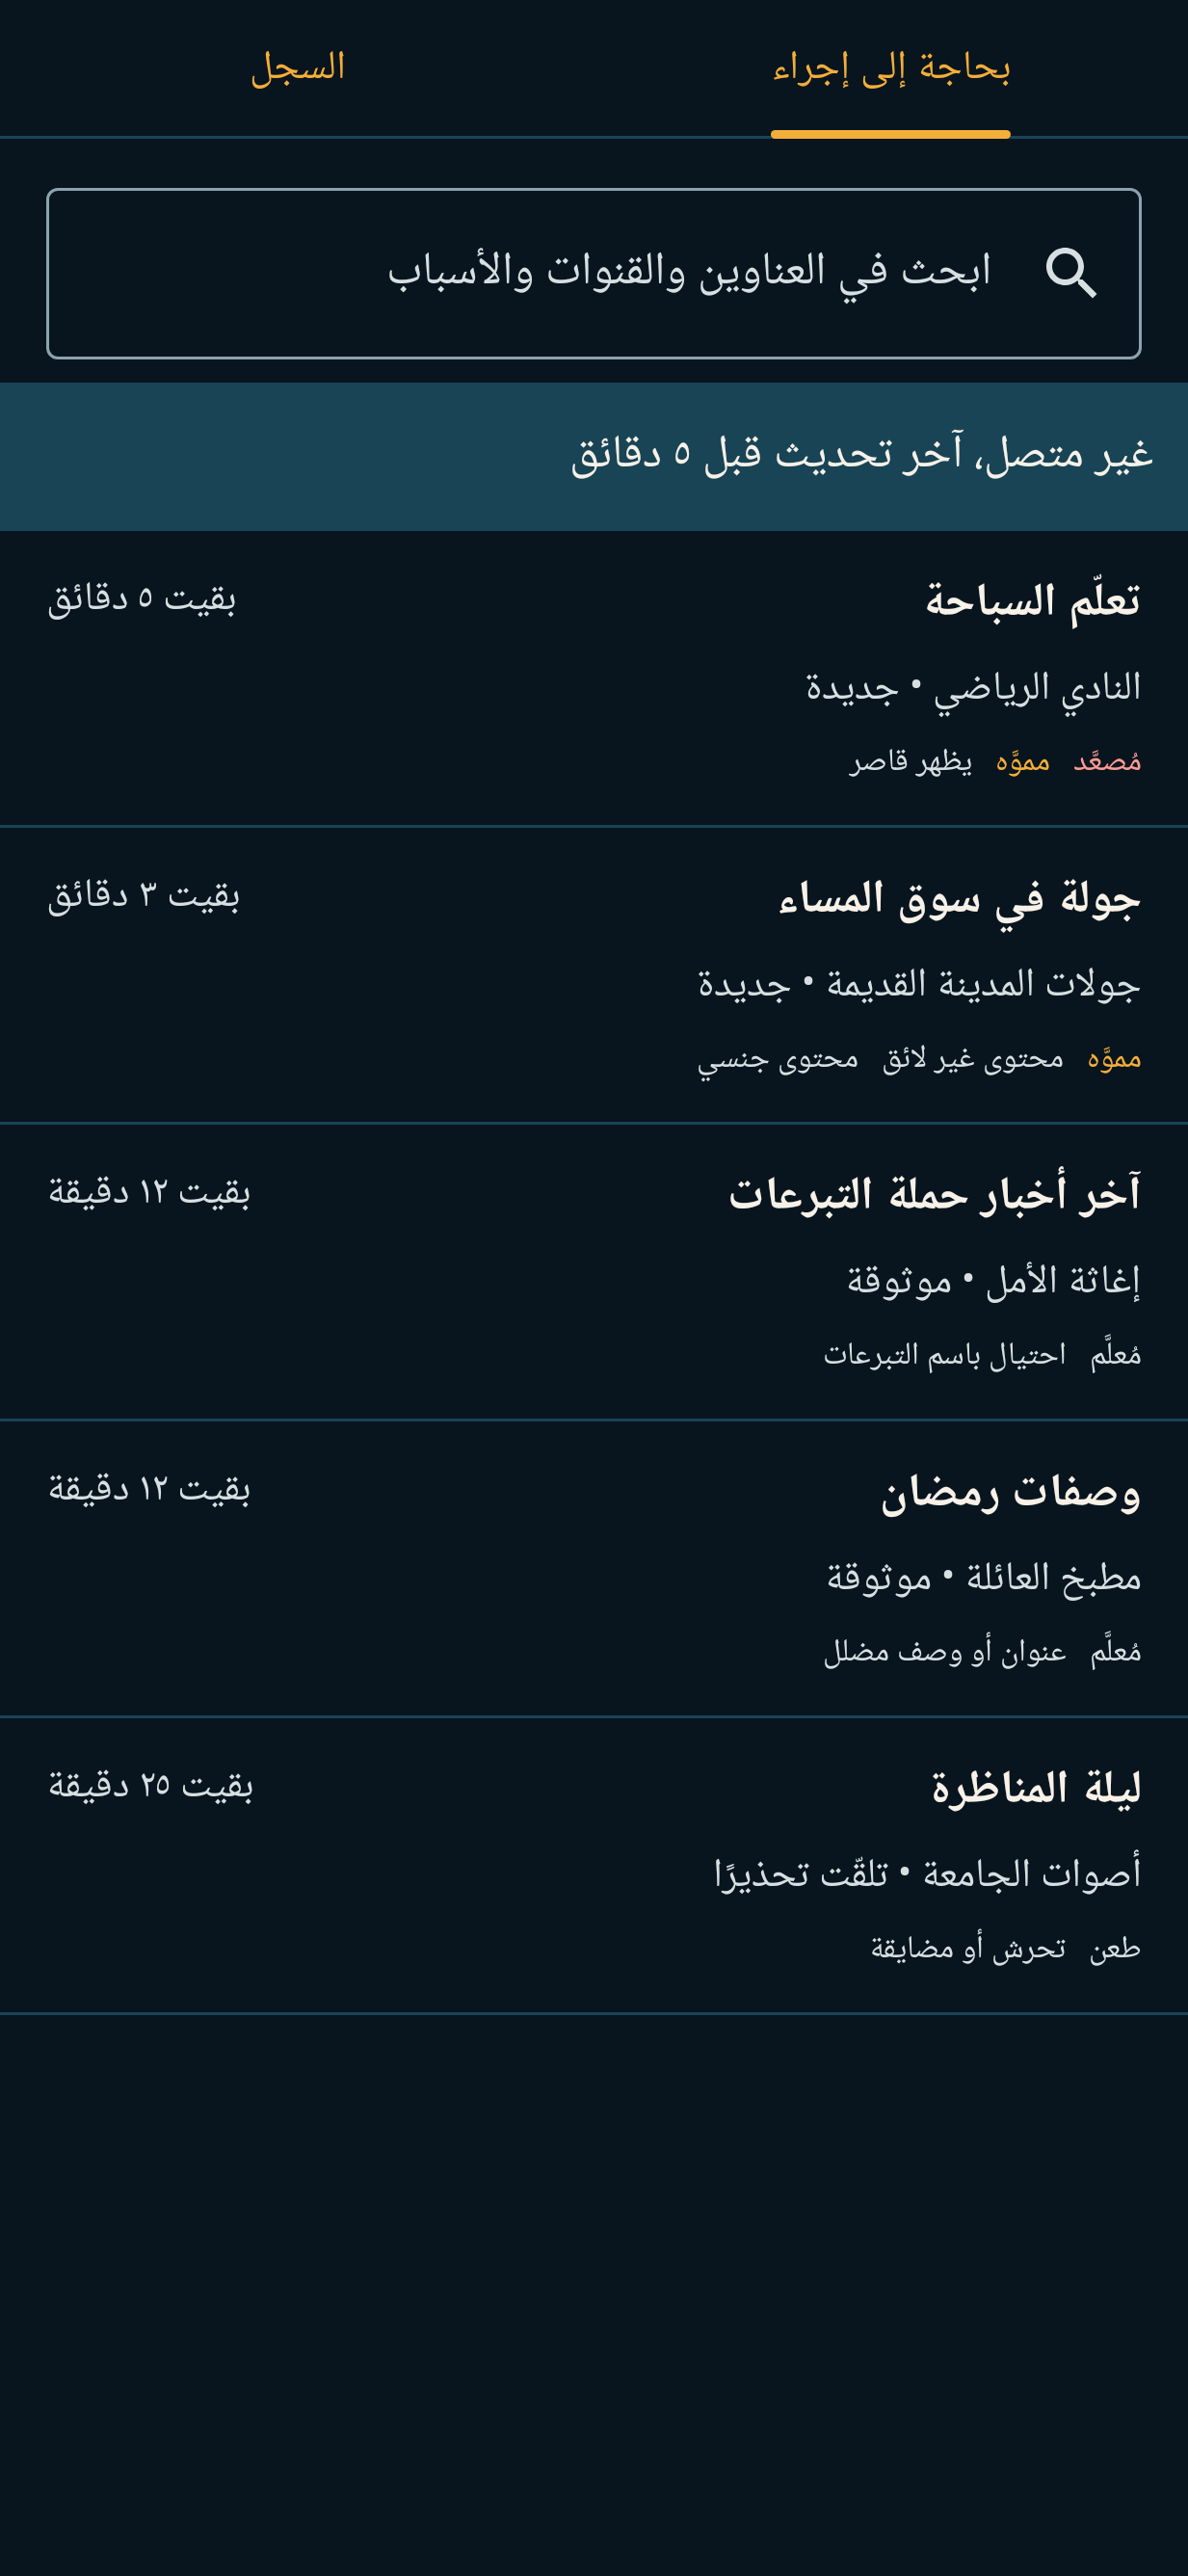 بحاجة إلى إجراء
السجل
ابحث في العناوين والقنوات والأسباب
غير متصل، آخر تحديث قبل ٥ دقائق
تعلّم السباحة
بقيت ٥ دقائق
النادي الرياضي • جديدة
مُصعَّد مموَّه يظهر قاصر
جولة في سوق المساء
بقيت ٣ دقائق
جولات المدينة القديمة • جديدة
مموَّه محتوى غير لائق محتوى جنسي
آخر أخبار حملة التبرعات
بقيت ١٢ دقيقة
إغاثة الأمل • موثوقة
مُعلَّم احتيال باسم التبرعات
وصفات رمضان
بقيت ١٢ دقيقة
مطبخ العائلة • موثوقة
مُعلَّم عنوان أو وصف مضلل
ليلة المناظرة
بقيت ٢٥ دقيقة
أصوات الجامعة • تلقّت تحذيرًا
طعن تحرش أو مضايقة